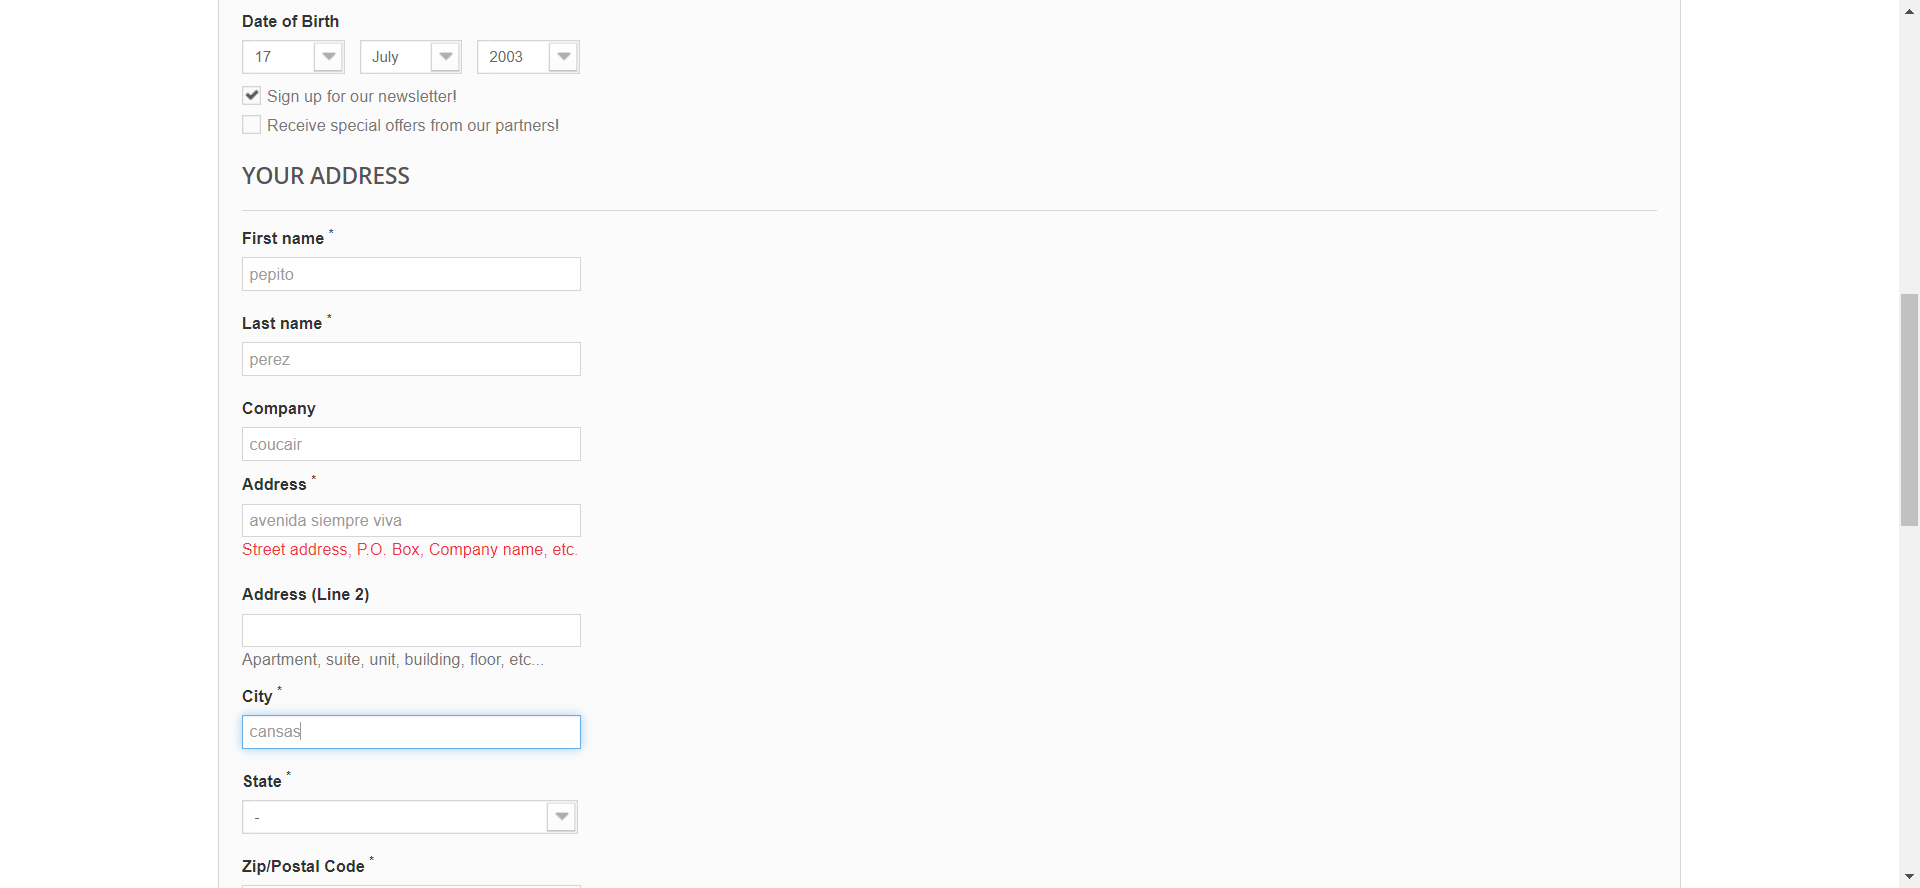 Date of Birth
17 July 2003
Sign up for our newsletter!
Receive special offers from our partners!
YOUR ADDRESS
First name *
pepito
Last name *
perez
Company
coucair
Address *
avenida siempre viva
Street address, P.O. Box, Company name, etc.
Address (Line 2)
Apartment, suite, unit, building, floor, etc...
City *
cansas
State *
-
Zip/Postal Code *